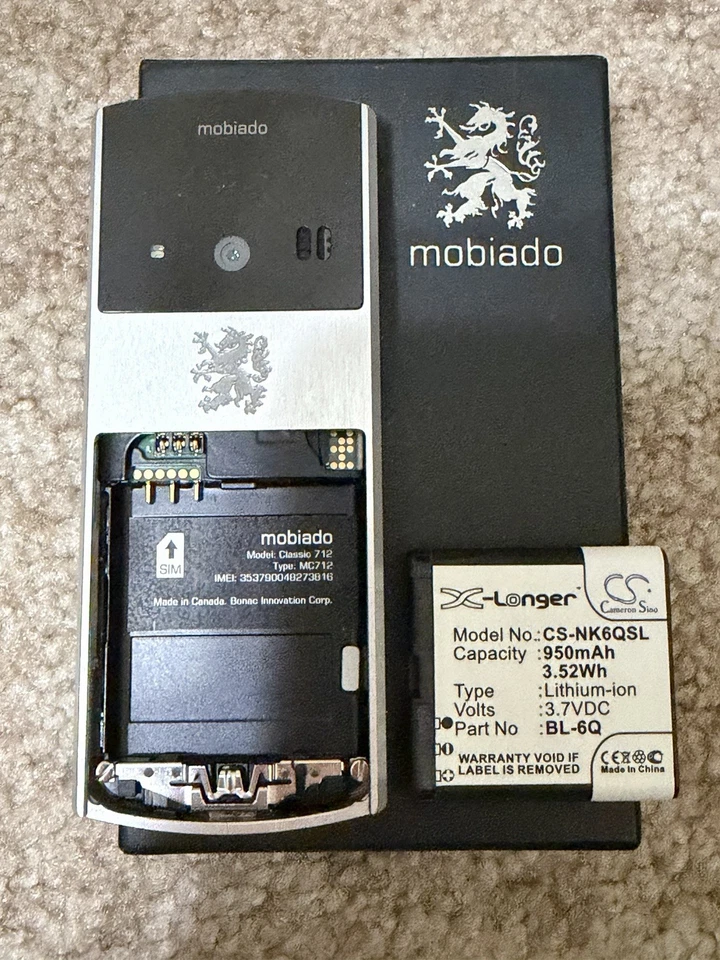 mobiado
mobiado
SIM
mobiado
Model: Classic 712
Type: MC712
IMEI: 353790040273816
Made in Canada. Bonac Innovation Corp.
X-Longer
CS
Cameron Sino
Model No.:CS-NK6QSL
Capacity :950mAh
3.52Wh
Type :Lithium-ion
Volts :3.7VDC
Part No :BL-6Q
WARRANTY VOID IF
LABEL IS REMOVED
CE
Made In China